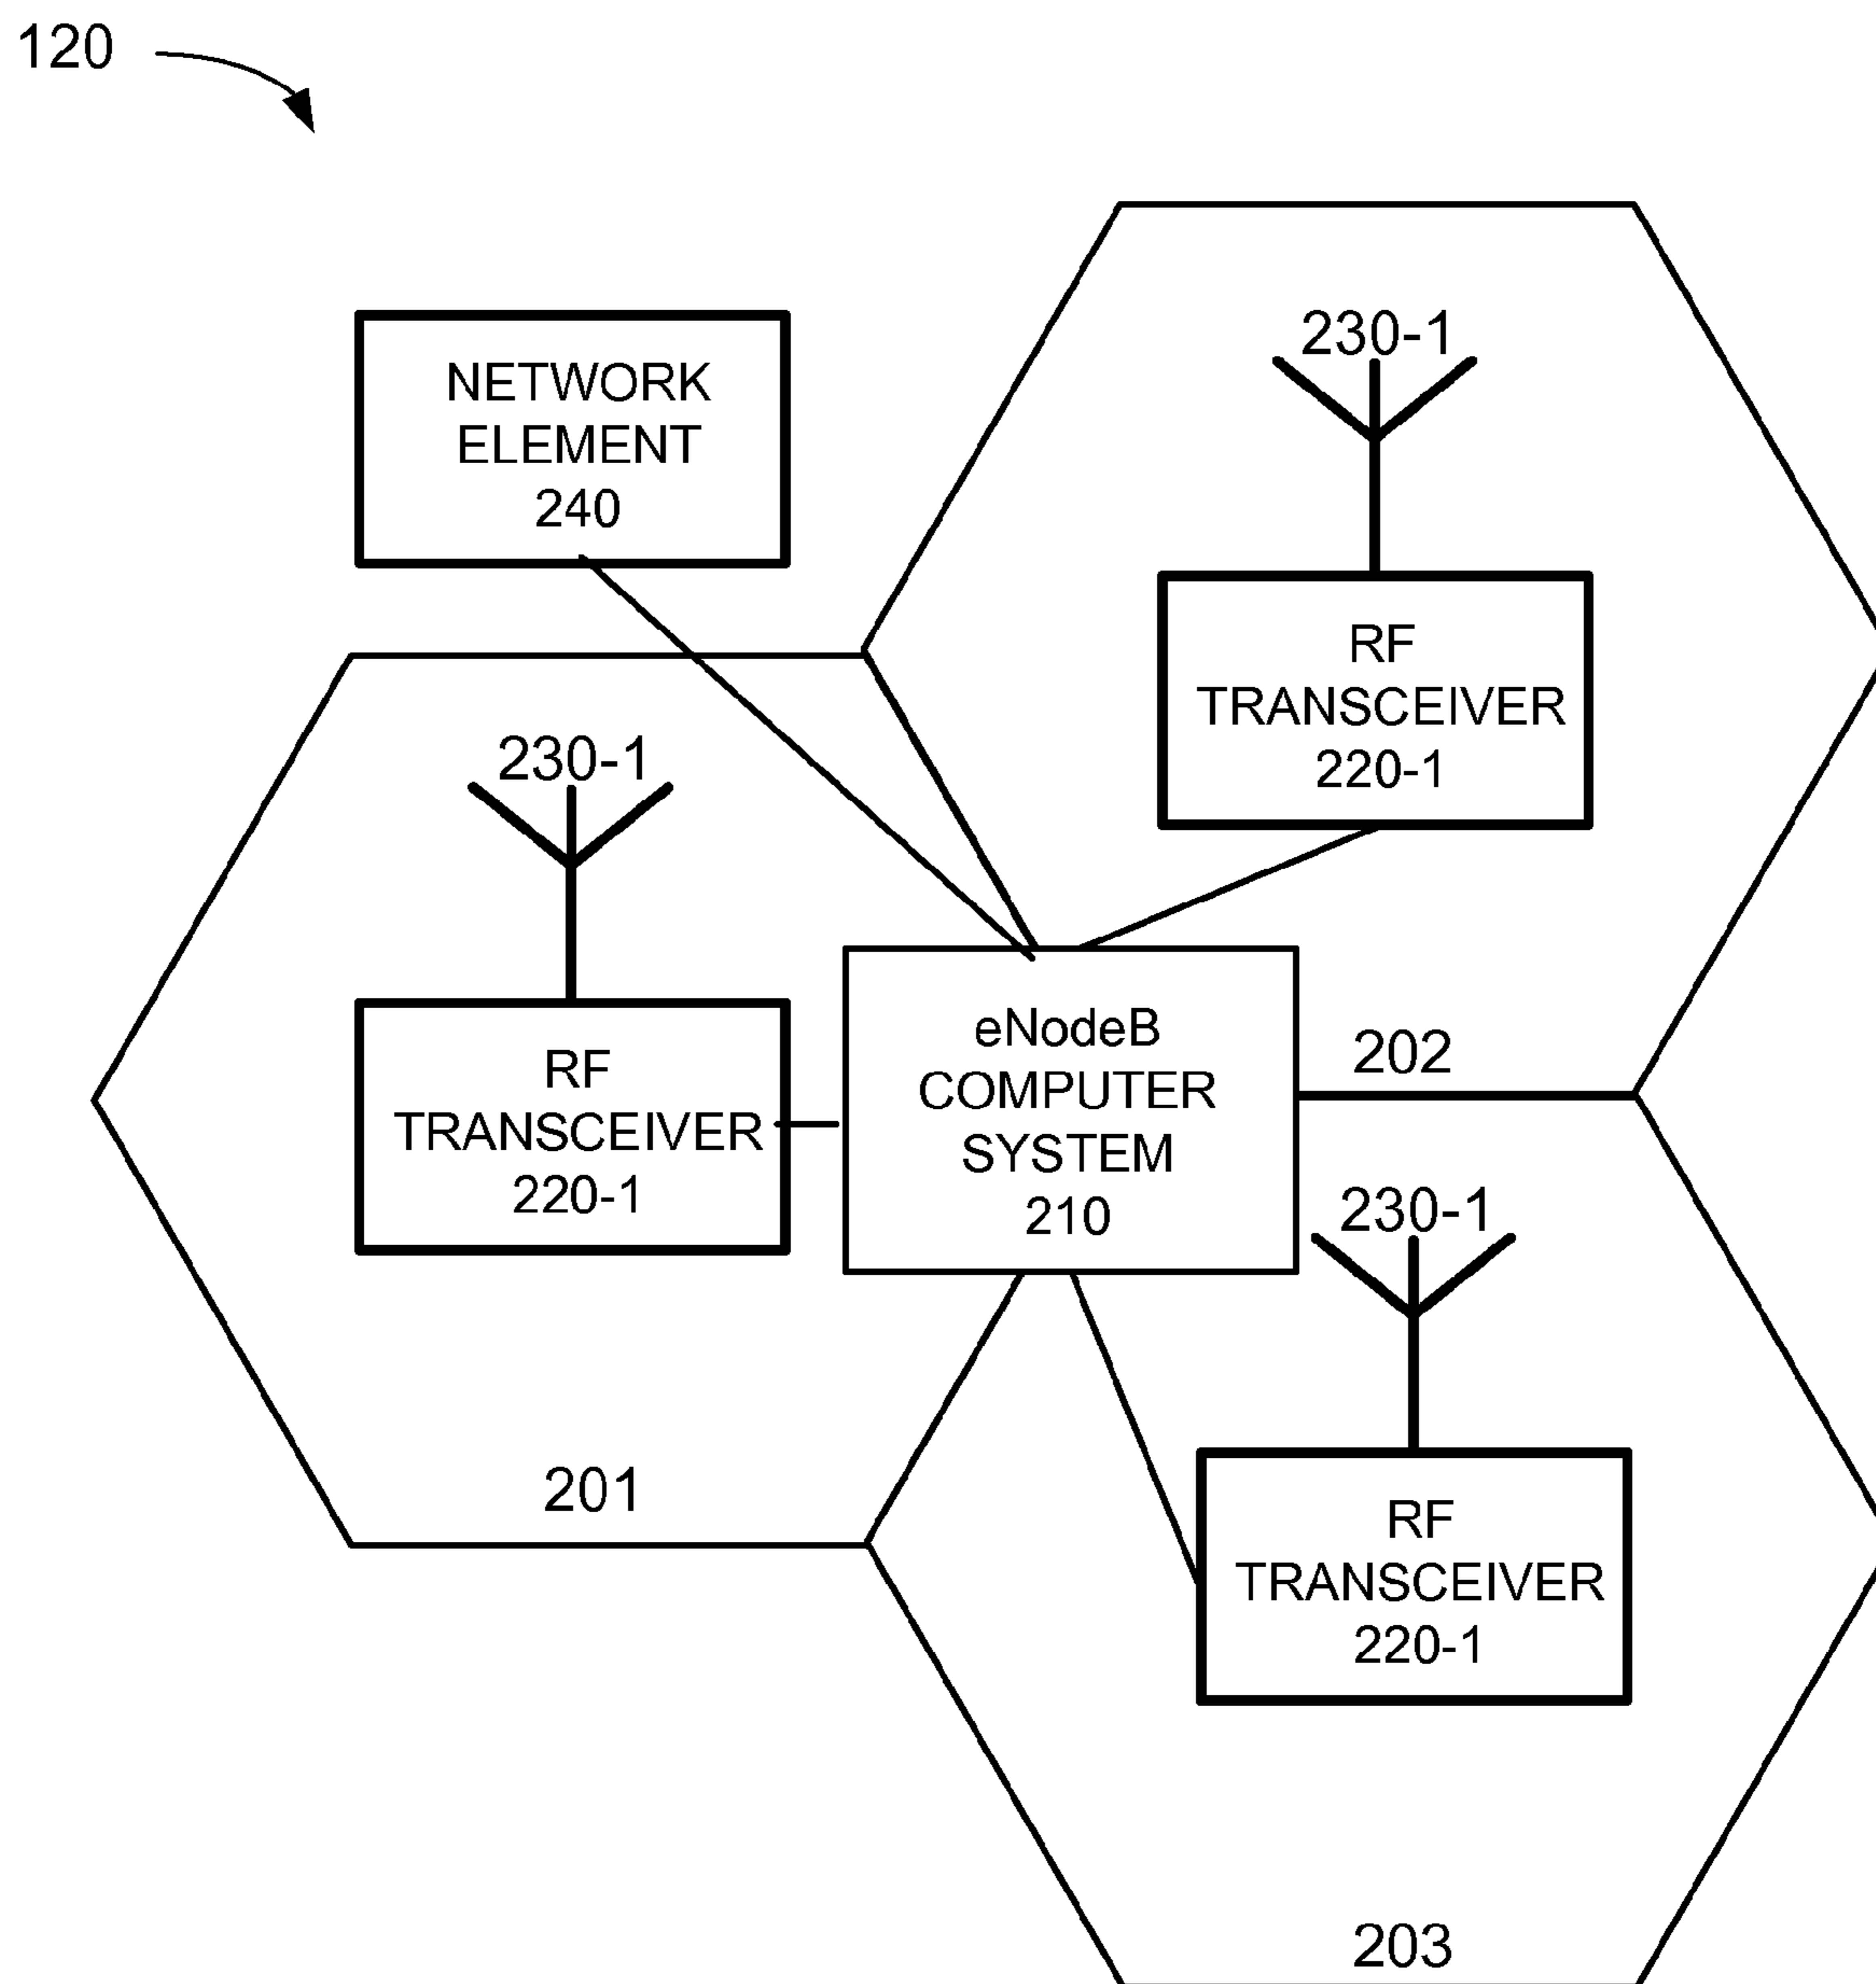 120
230-1
NETWORK
ELEMENT
240
RF
TRANSCEIVER
220-1
230-1
RF
TRANSCEIVER
220-1
eNodeB
COMPUTER
SYSTEM
210
202
230-1
RF
TRANSCEIVER
220-1
201
203